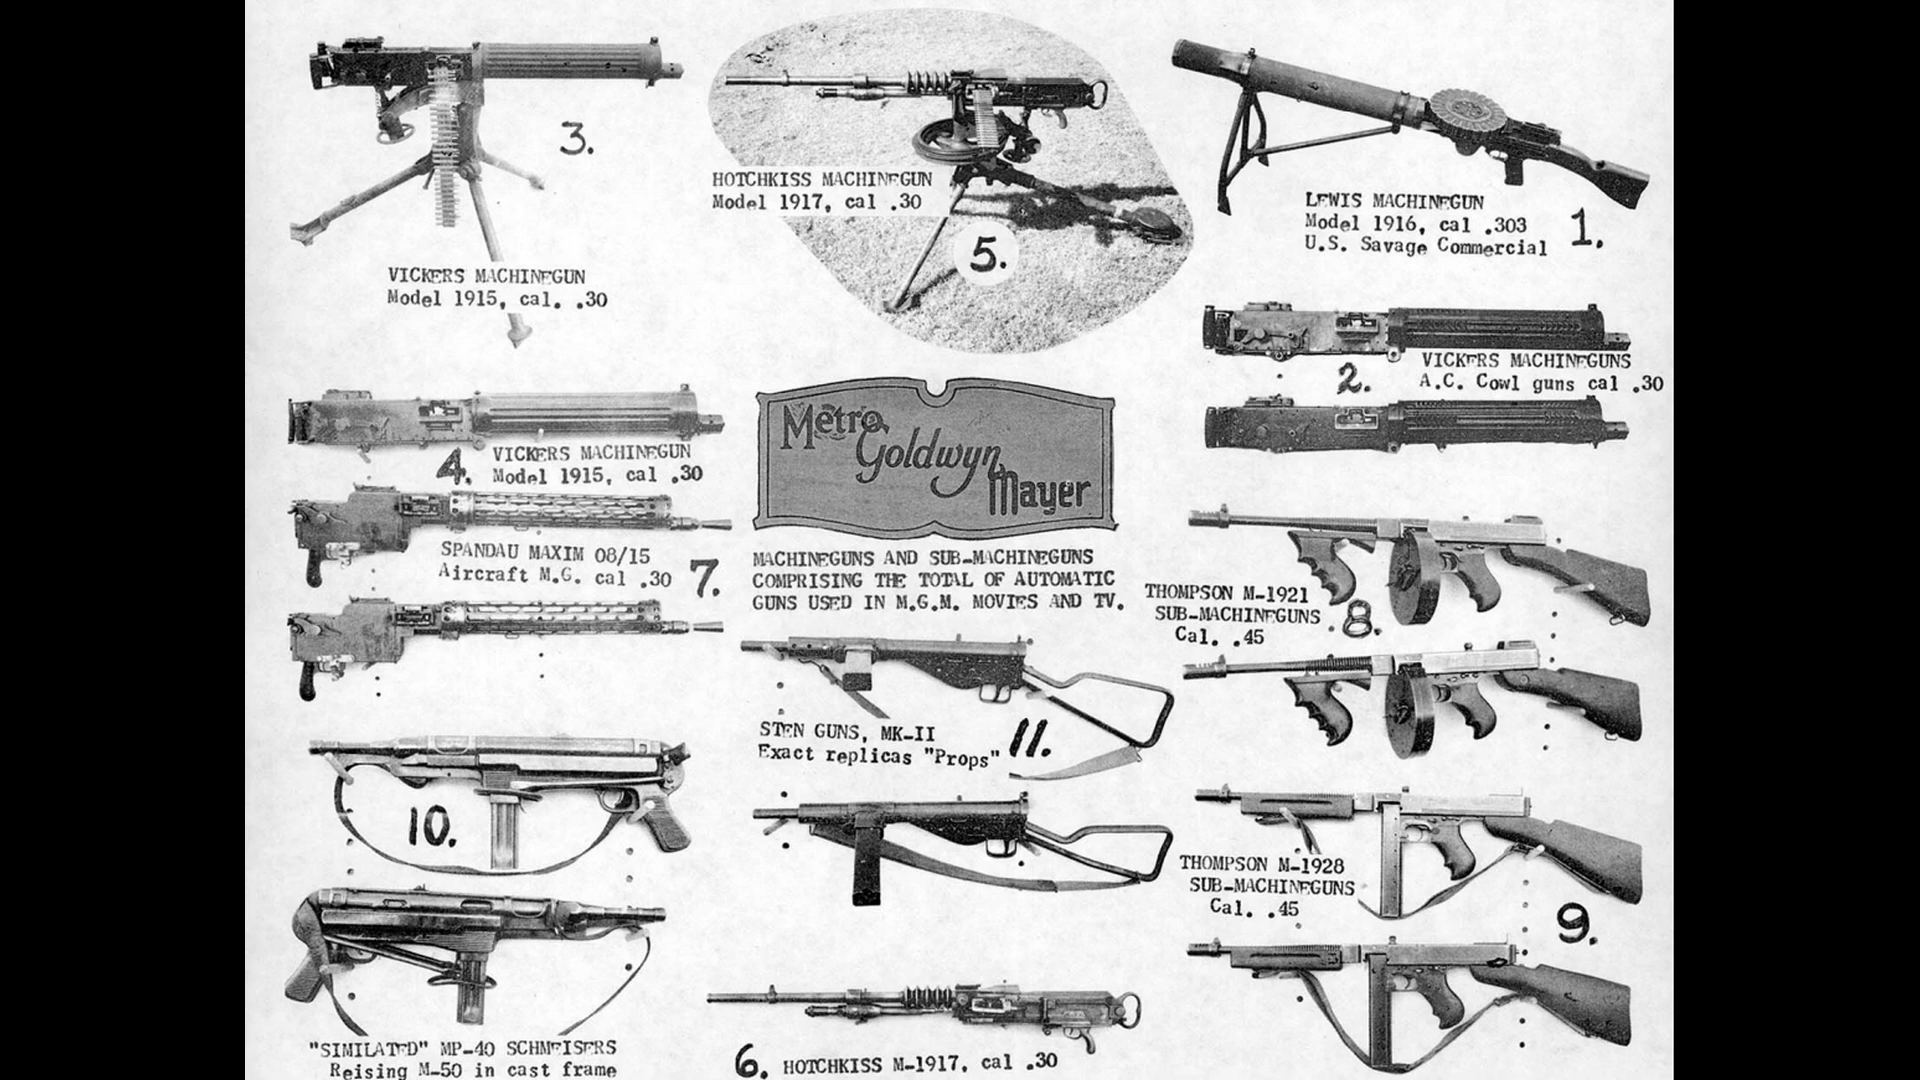 3.
VICKERS MACHINEGUN
Model 1915, cal. .30
HOTCHKISS MACHINEGUN
Model 1917, cal .30
5.
LEWIS MACHINEGUN
Model 1916, cal .303
U.S. Savage Commercial
1.
VICKERS MACHINEGUNS
A.C. Cowl guns cal .30
2.
4.
VICKERS MACHINEGUN
Model 1915, cal .30
Metro
Goldwyn
Mayer
MACHINEGUNS AND SUB-MACHINEGUNS
COMPRISING THE TOTAL OF AUTOMATIC
GUNS USED IN M.G.M. MOVIES AND TV.
SPANDAU MAXIM 08/15
Aircraft M.G. cal .30
7.
THOMPSON M-1921
SUB-MACHINEGUNS
Cal. .45
8.
STEN GUNS, MK-II
Exact replicas "Props"
11.
10.
THOMPSON M-1928
SUB-MACHINEGUNS
Cal. .45
9.
"SIMILATED" MP-40 SCHMEISERS
Reising M-50 in cast frame
6.
HOTCHKISS M-1917, cal .30